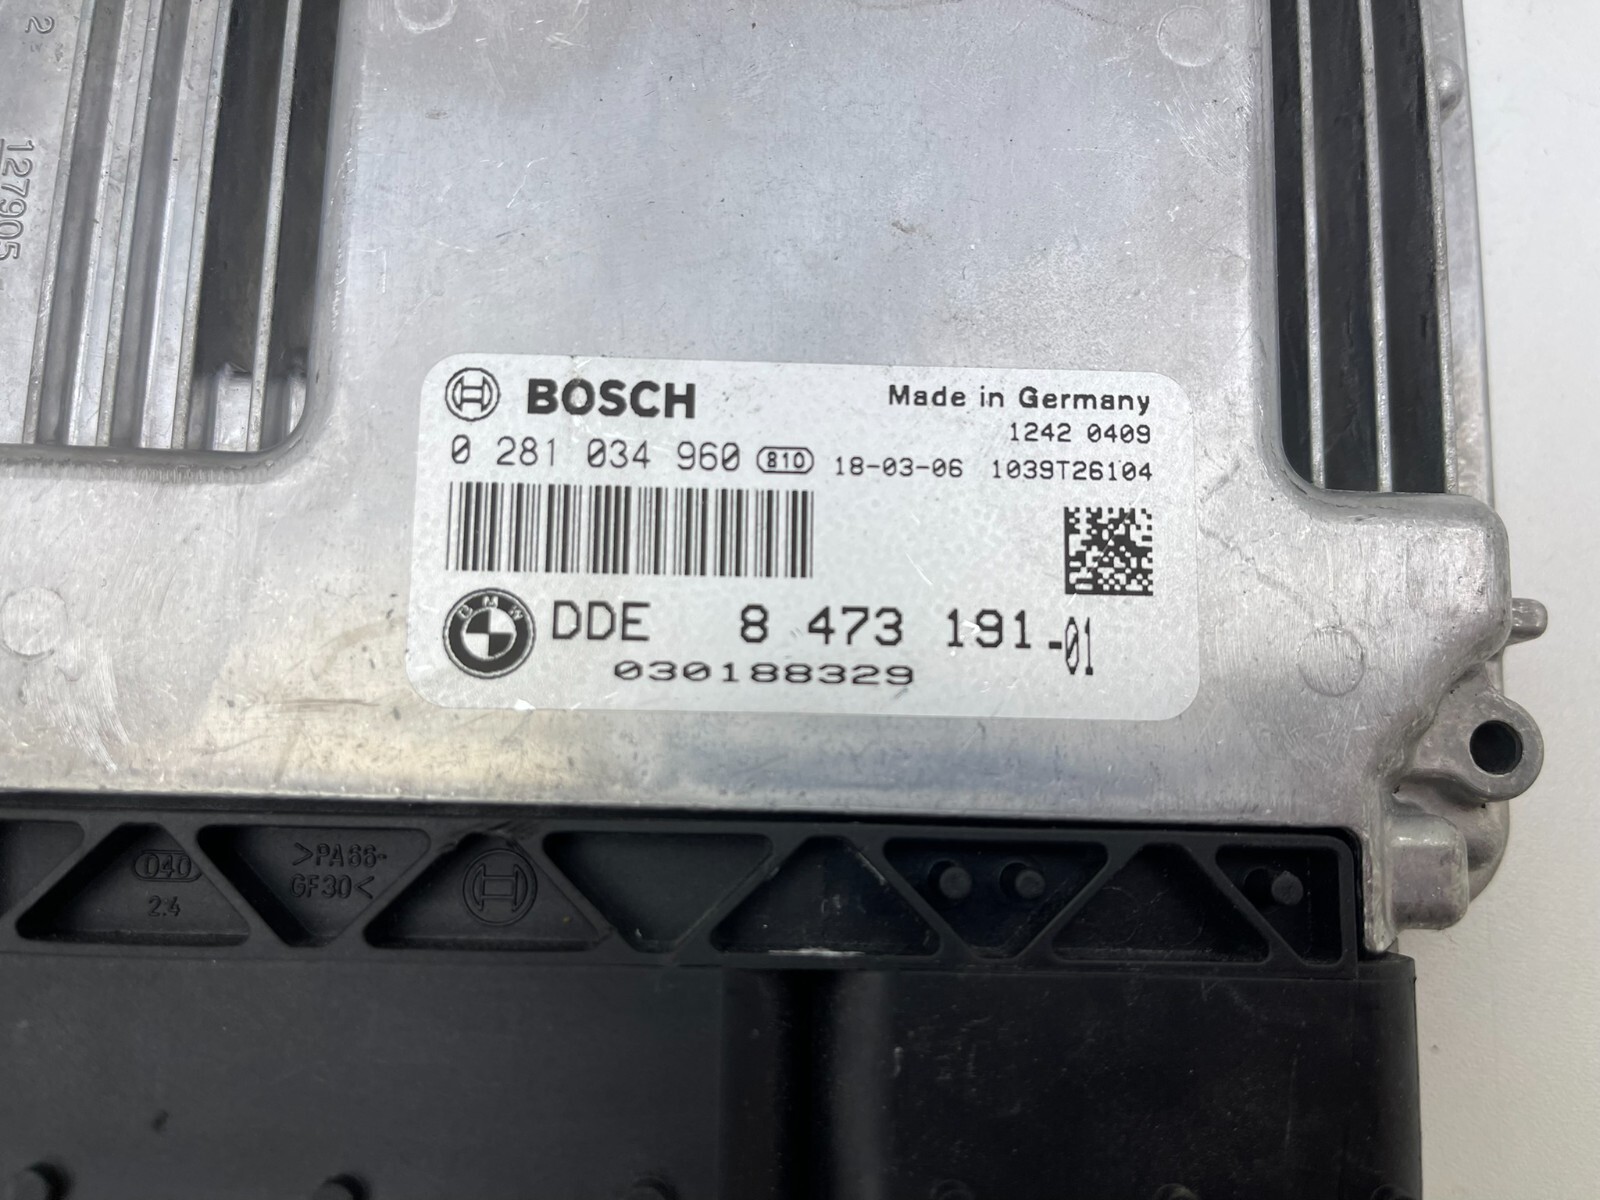 2
127905
BOSCH Made in Germany
1242 0409
0 281 034 960 810 18-03-06 1039T26104
BMW DDE 8 473 191-01
030188329
040
2.4
>PA66-
GF30<